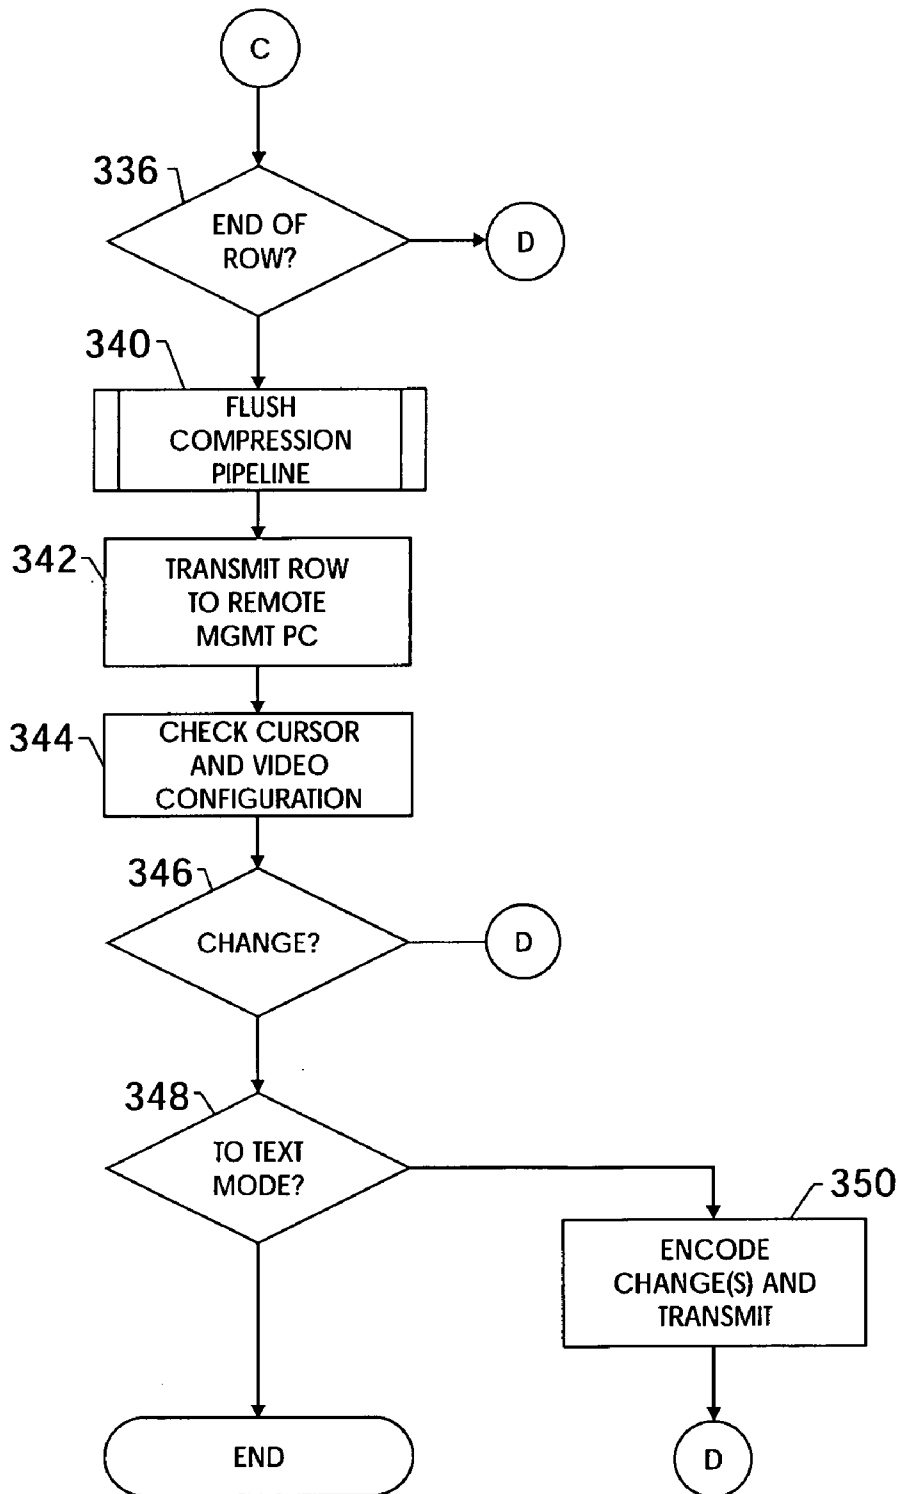 C
336
END OF
ROW?
D
340
FLUSH
COMPRESSION
PIPELINE
342
TRANSMIT ROW
TO REMOTE
MGMT PC
344
CHECK CURSOR
AND VIDEO
CONFIGURATION
346
CHANGE?
D
348
TO TEXT
MODE?
350
ENCODE
CHANGE(S) AND
TRANSMIT
END
D